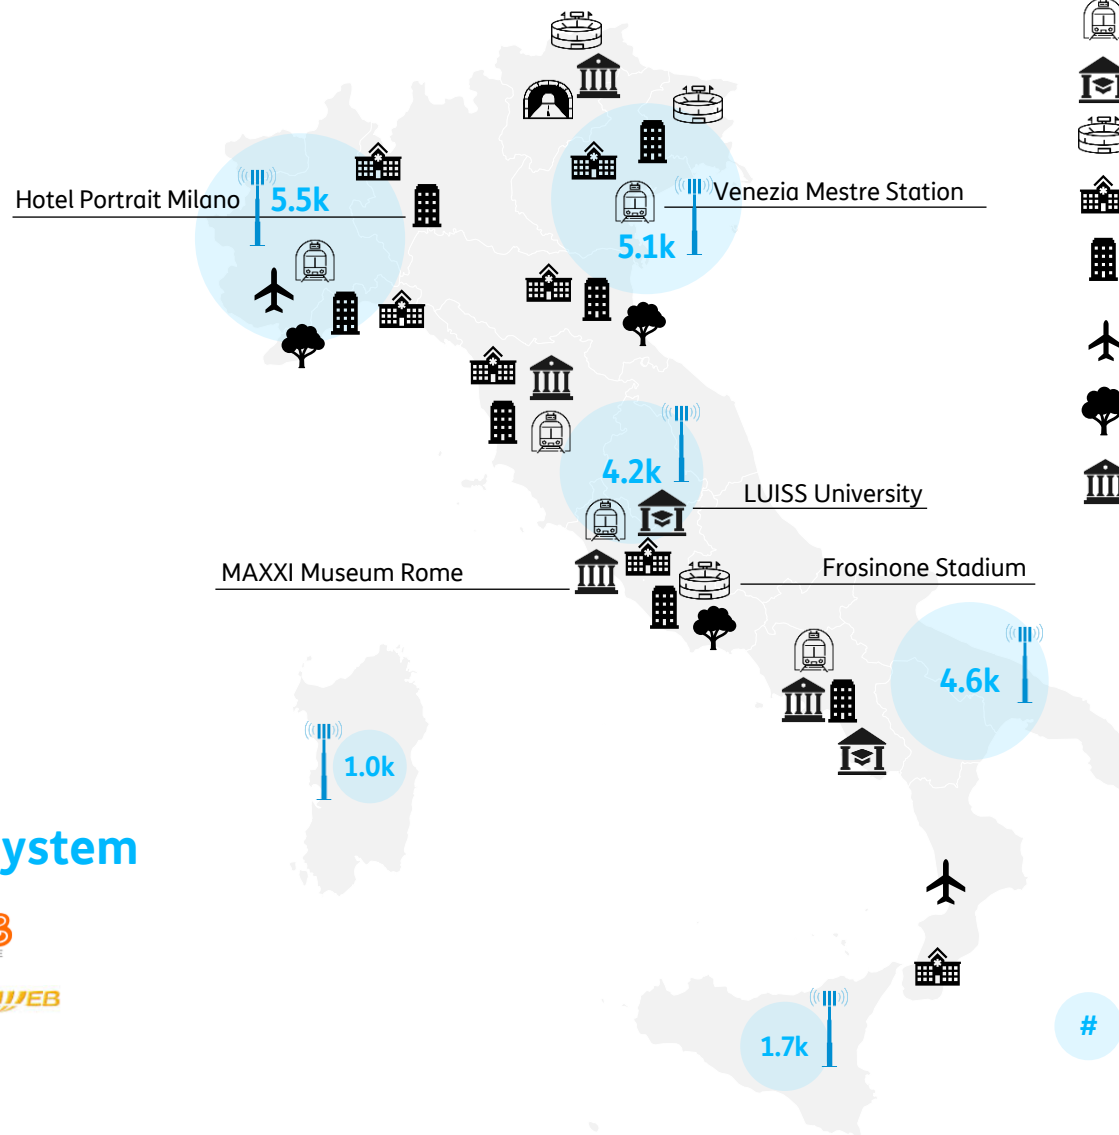 Hotel Portrait Milano
5.5k
Venezia Mestre Station
5.1k
4.2k
LUISS University
MAXXI Museum Rome
Frosinone Stadium
4.6k
1.0k
ystem
WEB
1.7k
#